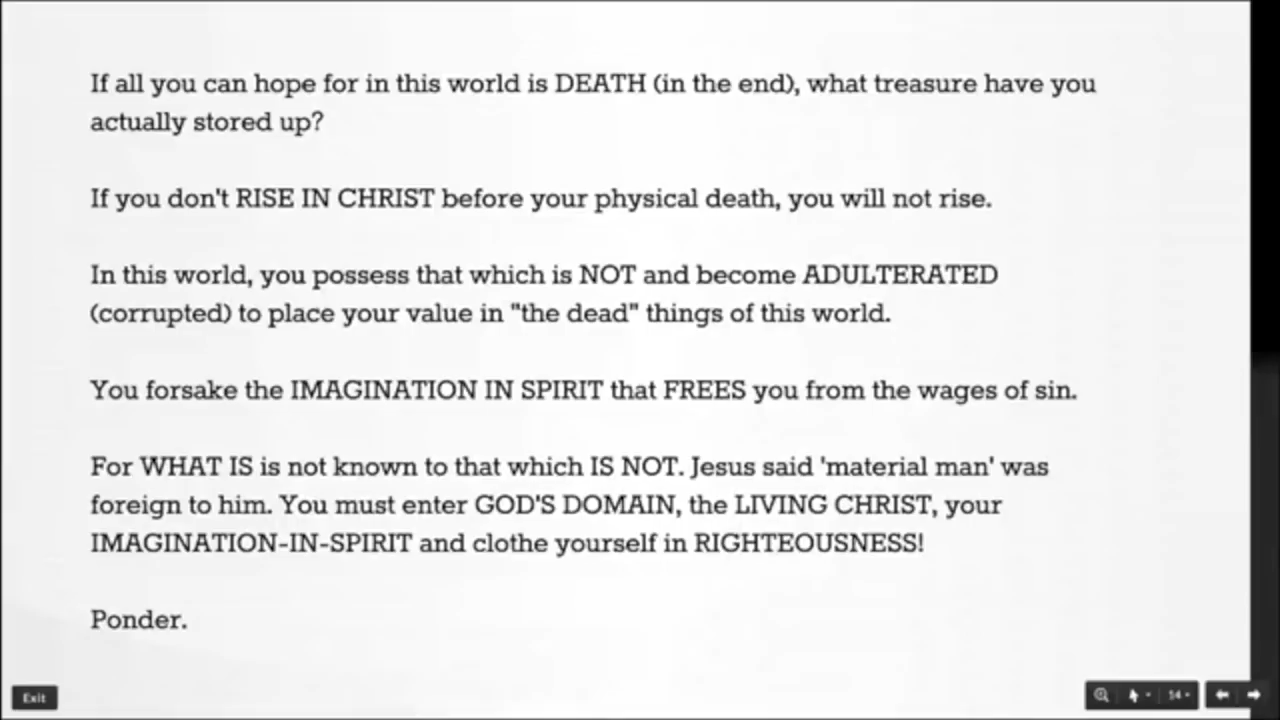 If all you can hope for in this world is DEATH (in the end), what treasure have you
actually stored up?
If you don't RISE IN CHRIST before your physical death, you will not rise.
In this world, you possess that which is NOT and become ADULTERATED
(corrupted) to place your value in "the dead" things of this world.
You forsake the IMAGINATION IN SPIRIT that FREES you from the wages of sin.
For WHAT IS is not known to that which IS NOT. Jesus said 'material man' was
foreign to him. You must enter GOD'S DOMAIN, the LIVING CHRIST, your
IMAGINATION-IN-SPIRIT and clothe yourself in RIGHTEOUSNESS!
Ponder.
Exit
14